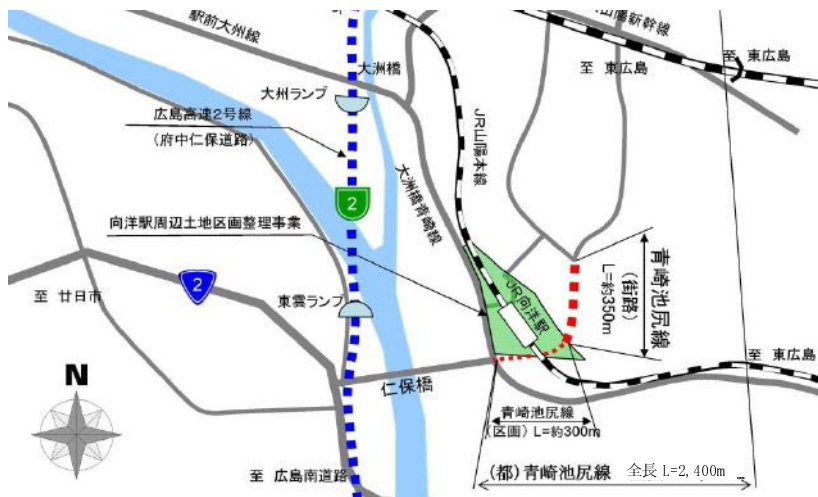 駅前大州線
山陽新幹線
至 東広島
至 東広島
大洲橋
大州ランプ
広島高速2号線
(府中仁保道路)
JR山陽本線
大洲橋青崎線
2
向洋駅周辺土地区画整理事業
青崎池尻線
(街路)
L=約350m
JR向洋駅
2
至 廿日市
東雲ランプ
至 東広島
N
仁保橋
青崎池尻線
(区画) L=約300m
至 広島南道路
(都)青崎池尻線 全長 L=2,400m